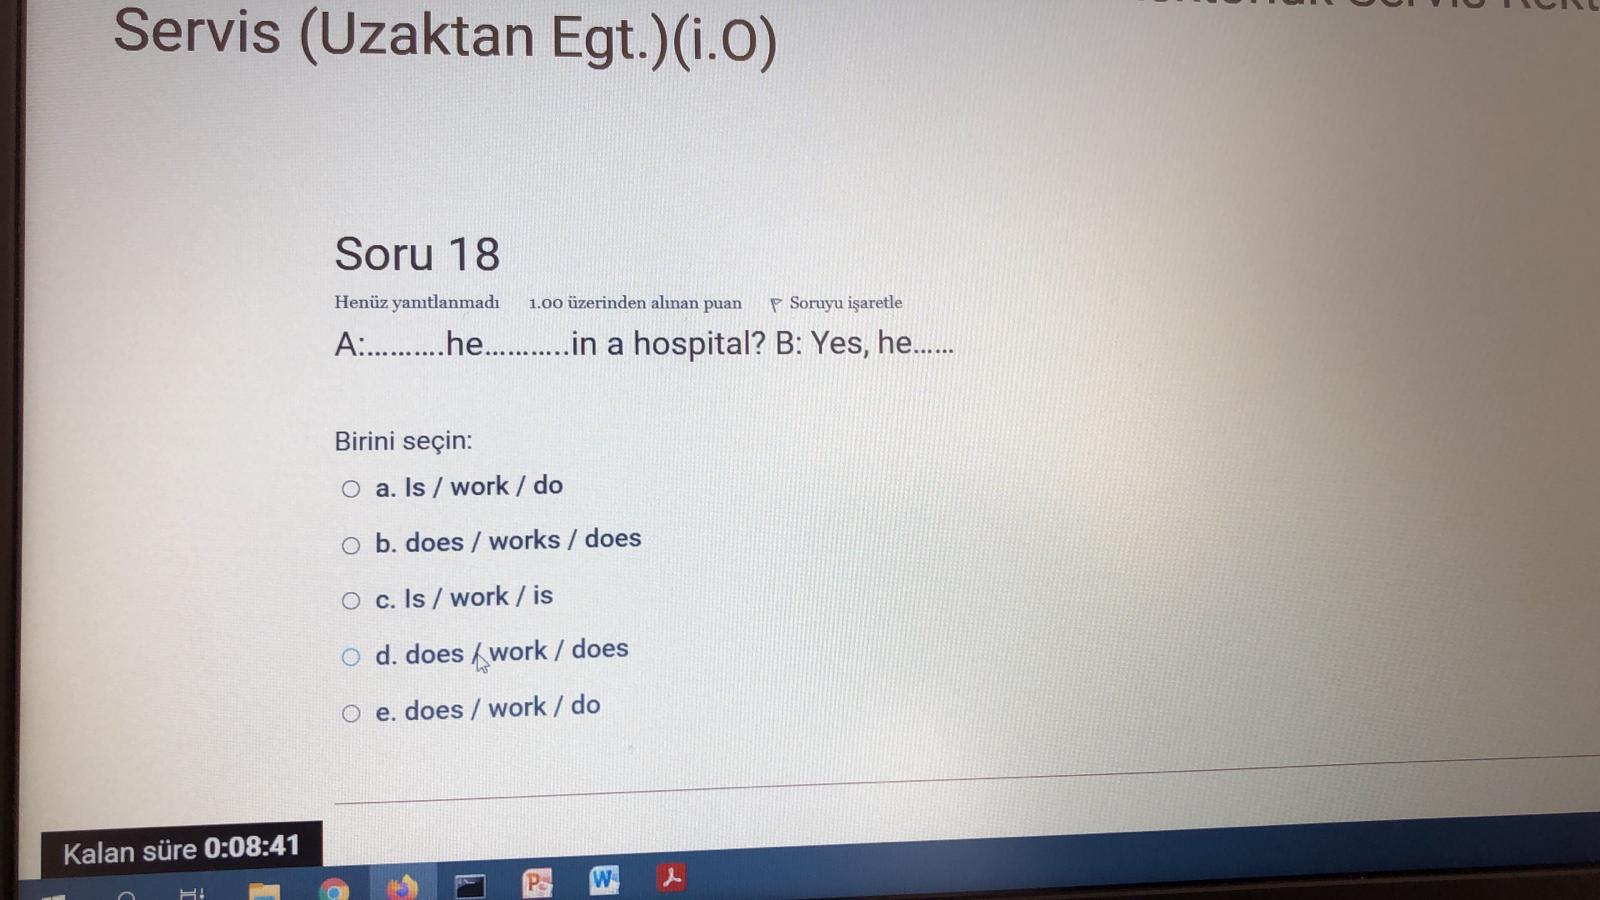 Servis (Uzaktan Egt.)(i.O)
Servis
Soru 18
Henüz yanıtlanmadı 1.00 üzerinden alınan puan Soruyu işaretle
A:..........he...........in a hospital? B: Yes, he......
Birini seçin:
a. Is / work / do
b. does / works / does
c. Is / work / is
d. does / work / does
e. does / work / do
Kalan süre 0:08:41